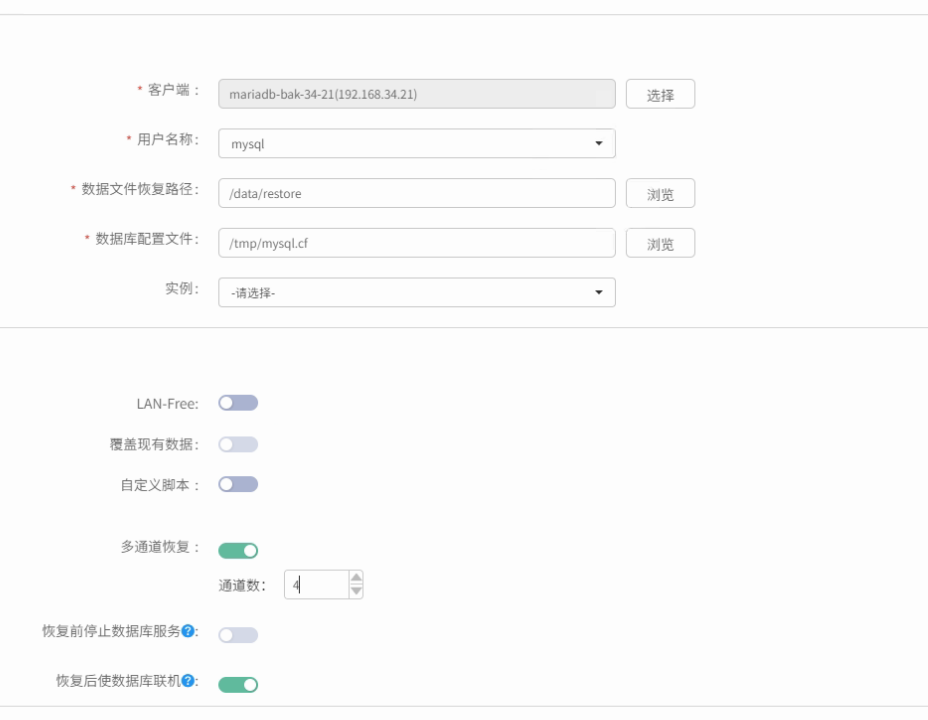 * 客户端 : mariadb-bak-34-21(192.168.34.21) 选择
* 用户名称: mysql
* 数据文件恢复路径: /data/restore 浏览
* 数据库配置文件: /tmp/mysql.cf 浏览
实例: -请选择-
LAN-Free:
覆盖现有数据:
自定义脚本 :
多通道恢复 :
通道数: 4
恢复前停止数据库服务?:
恢复后使数据库联机?: